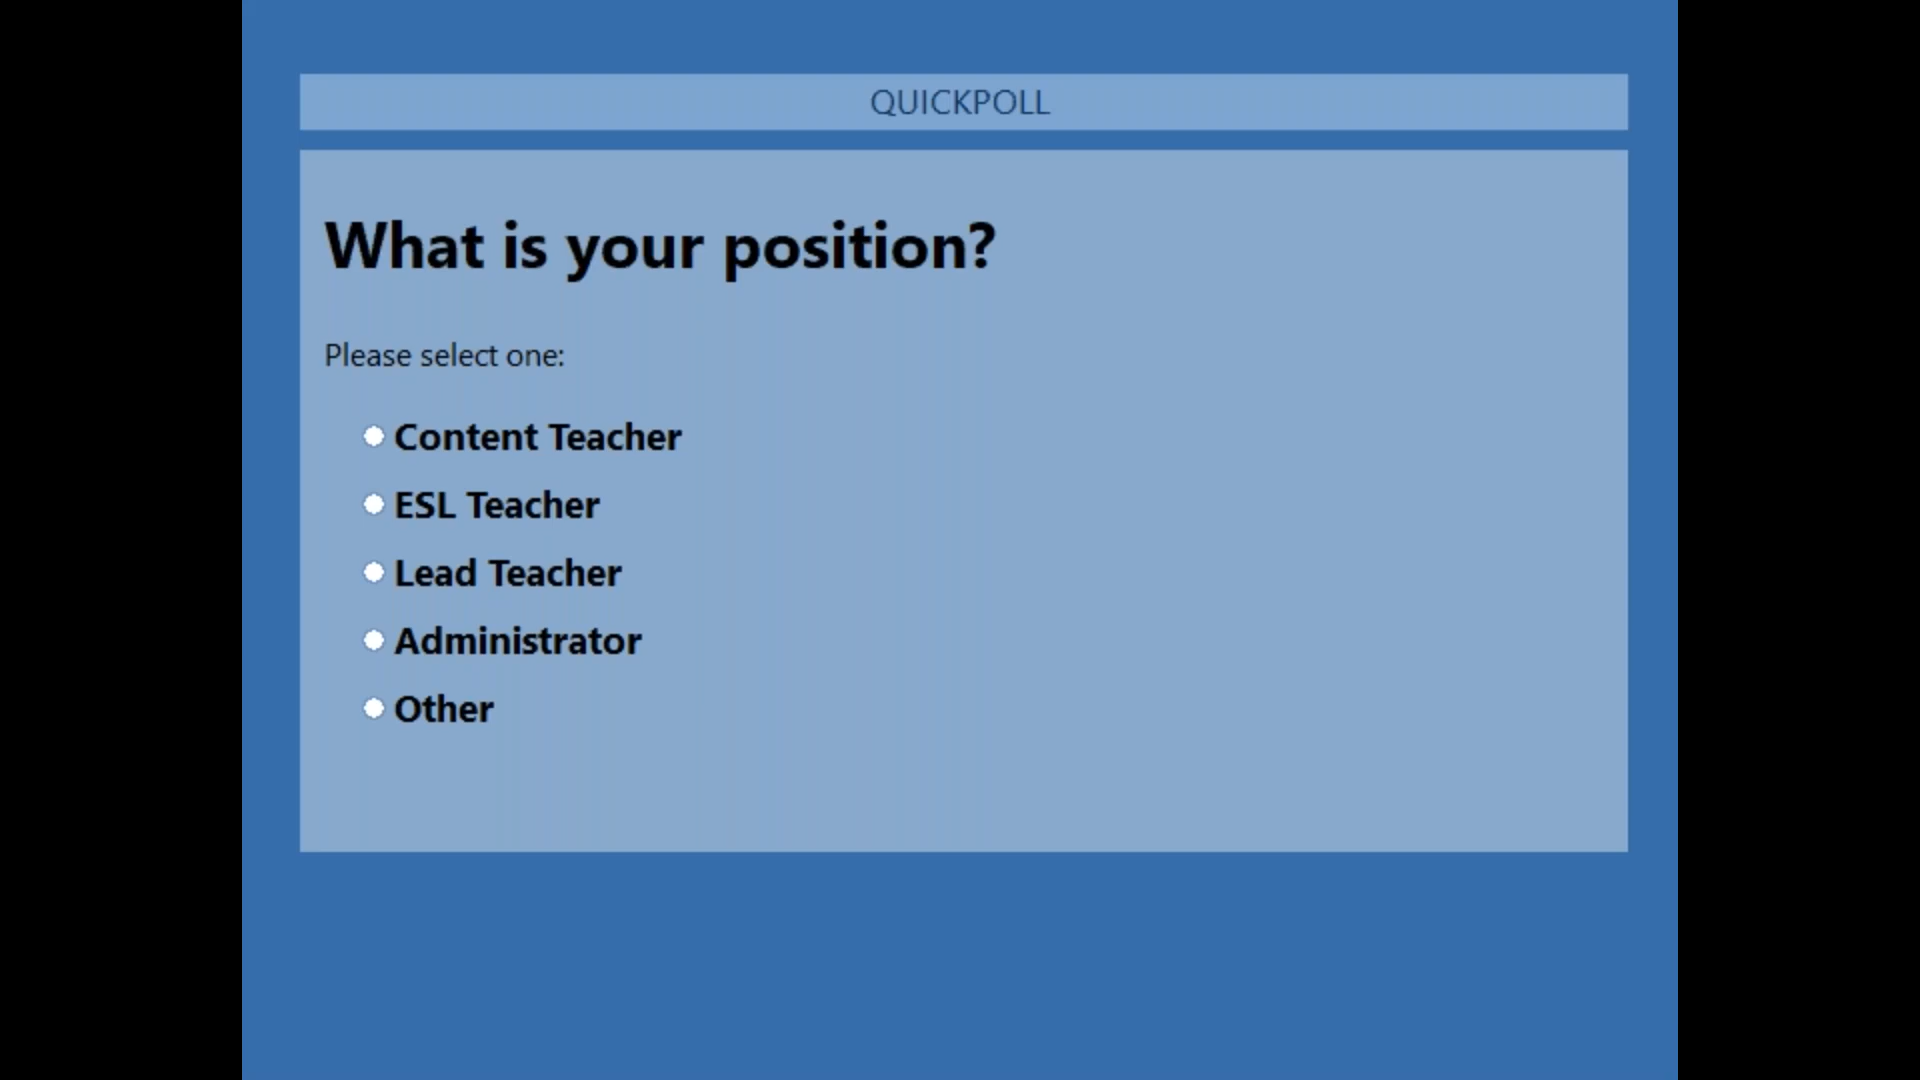 QUICKPOLL
What is your position?
Please select one:
Content Teacher
ESL Teacher
Lead Teacher
Administrator
Other